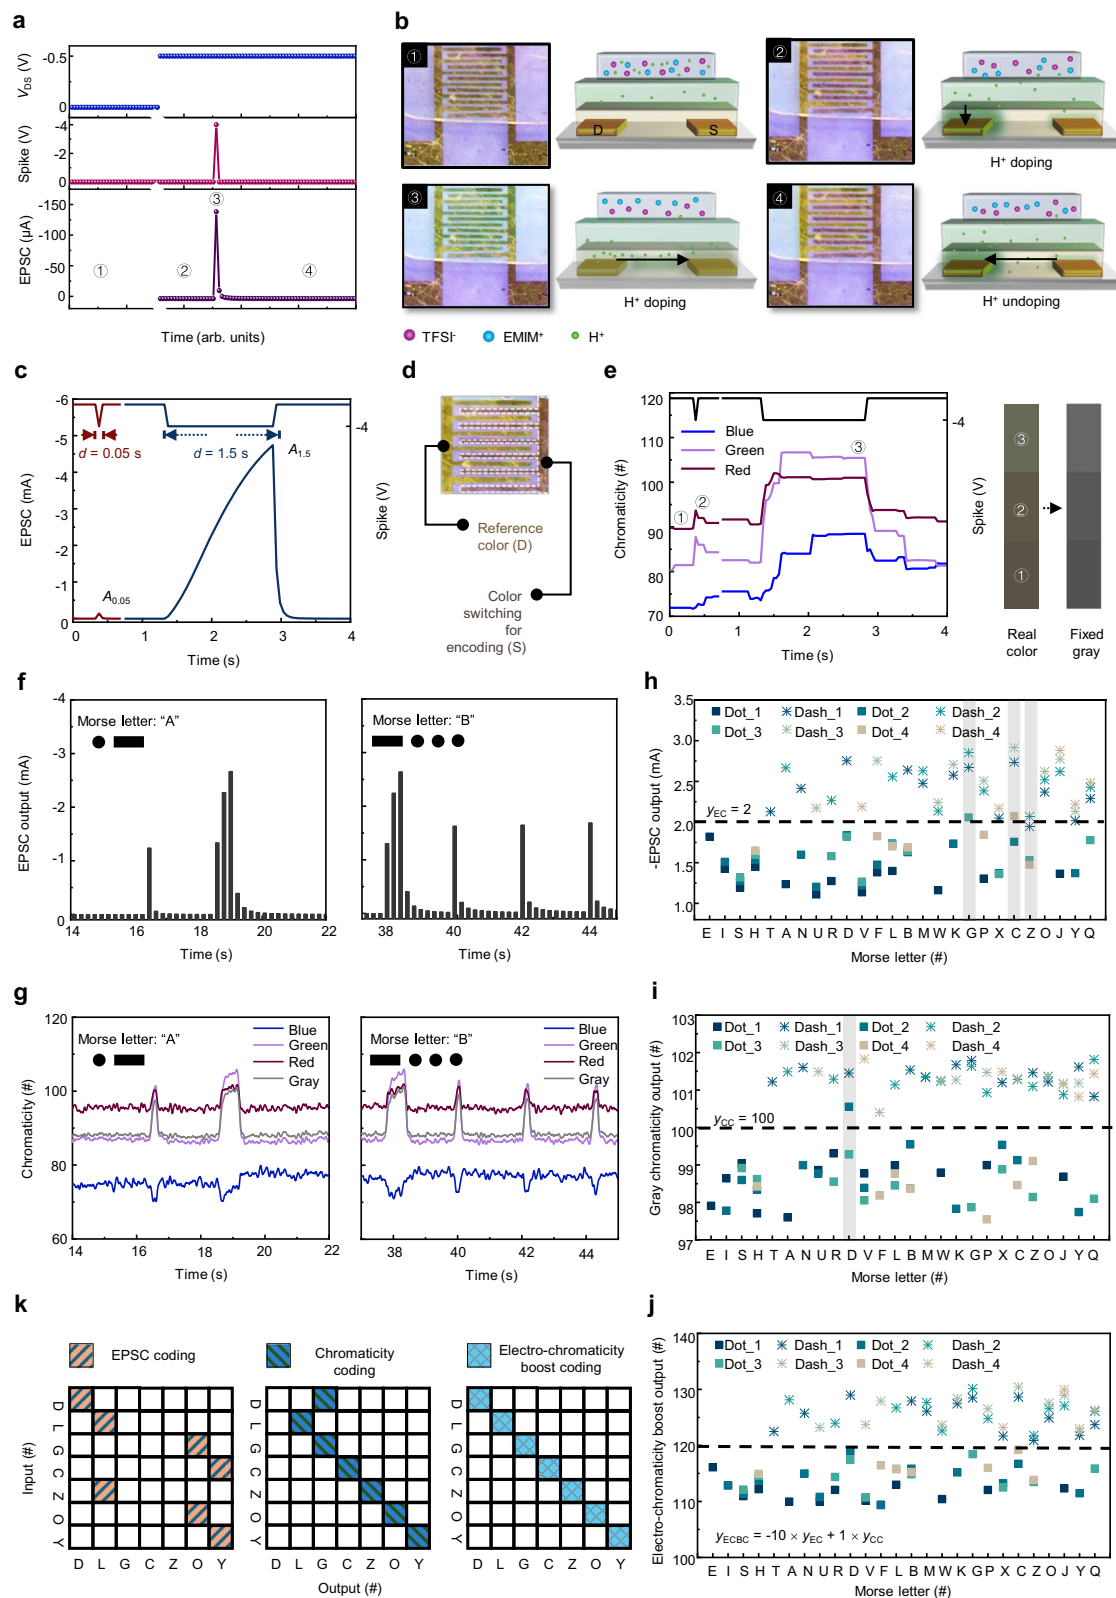 a
-0.5
0
V_DS (V)
-4
-2
0
Spike (V)
-150
-100
-50
0
EPSC (µA)
①
②
③
④
Time (arb. units)
b
①
D
S
②
H⁺ doping
③
H⁺ doping
④
H⁺ undoping
TFSI⁻
EMIM⁺
H⁺
c
-6
-5
-4
-3
-2
-1
0
EPSC (mA)
d = 0.05 s
d = 1.5 s
A_1.5
A_0.05
-4
Spike (V)
0
1
2
3
4
Time (s)
d
Reference
color (D)
Color
switching
for
encoding (S)
e
120
110
100
90
80
70
Chromaticity (#)
Blue
Green
Red
①
②
③
-4
Spike (V)
0
1
2
3
4
Time (s)
③
②
①
Real
color
Fixed
gray
f
-4
-3
-2
-1
0
EPSC output (mA)
Morse letter: “A”
14 16 18 20 22
Time (s)
Morse letter: “B”
38 40 42 44
Time (s)
g
120
100
80
60
Chromaticity (#)
Morse letter: “A”
Blue
Green
Red
Gray
14 16 18 20 22
Time (s)
Morse letter: “B”
Blue
Green
Red
Gray
38 40 42 44
Time (s)
h
3.5
3.0
2.5
2.0
1.5
1.0
-EPSC output (mA)
Dot_1 Dash_1 Dot_2 Dash_2
Dot_3 Dash_3 Dot_4 Dash_4
y_EC = 2
E I S H T A N U R D V F L B M W K G P X C Z O J Y Q
Morse letter (#)
i
103
102
101
100
99
98
97
Gray chromaticity output (#)
Dot_1 Dash_1 Dot_2 Dash_2
Dot_3 Dash_3 Dot_4 Dash_4
y_CC = 100
E I S H T A N U R D V F L B M W K G P X C Z O J Y Q
Morse letter (#)
j
140
130
120
110
100
Electro-chromaticity boost output (#)
Dot_1 Dash_1 Dot_2 Dash_2
Dot_3 Dash_3 Dot_4 Dash_4
y_ECBC = -10 × y_EC + 1 × y_CC
E I S H T A N U R D V F L B M W K G P X C Z O J Y Q
Morse letter (#)
k
EPSC coding
Chromaticity
coding
Electro-chromaticity
boost coding
Input (#)
D
L
G
C
Z
O
Y
D L G C Z O Y
D
L
G
C
Z
O
Y
D L G C Z O Y
D
L
G
C
Z
O
Y
D L G C Z O Y
Output (#)